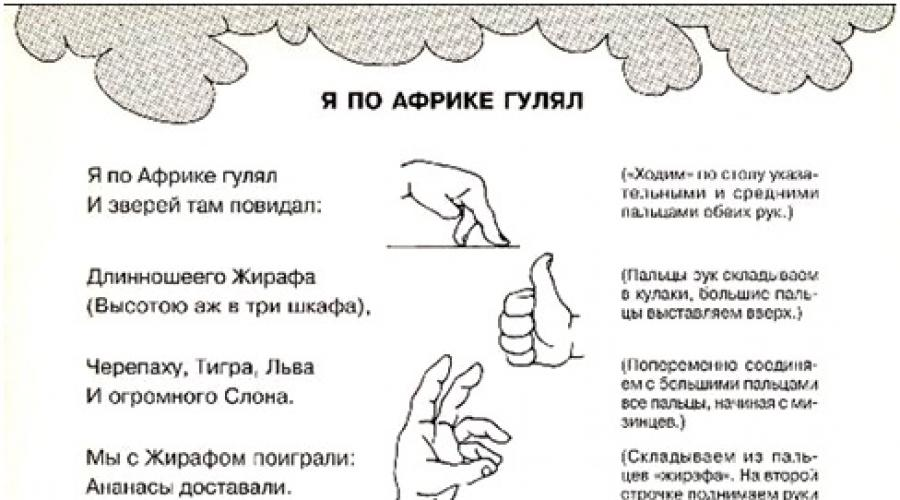 Я ПО АФРИКЕ ГУЛЯЛ
Я по Африке гулял
И зверей там повидал:
(«Ходим» по столу указа-
тельными и средними
пальцами обеих рук.)
Длинношеего Жирафа
(Высотою аж в три шкафа),
(Пальцы рук складываем
в кулаки, большие паль-
цы выставляем вверх.)
Черепаху, Тигра, Льва
И огромного Слона.
(Попеременно соединя-
ем с большими пальцами
все пальцы, начиная с ми-
зинцев.)
Мы с Жирафом поиграли:
Ананасы доставали.
(Складываем из паль-
цев «жирафа». На второй
строчке поднимаем руки